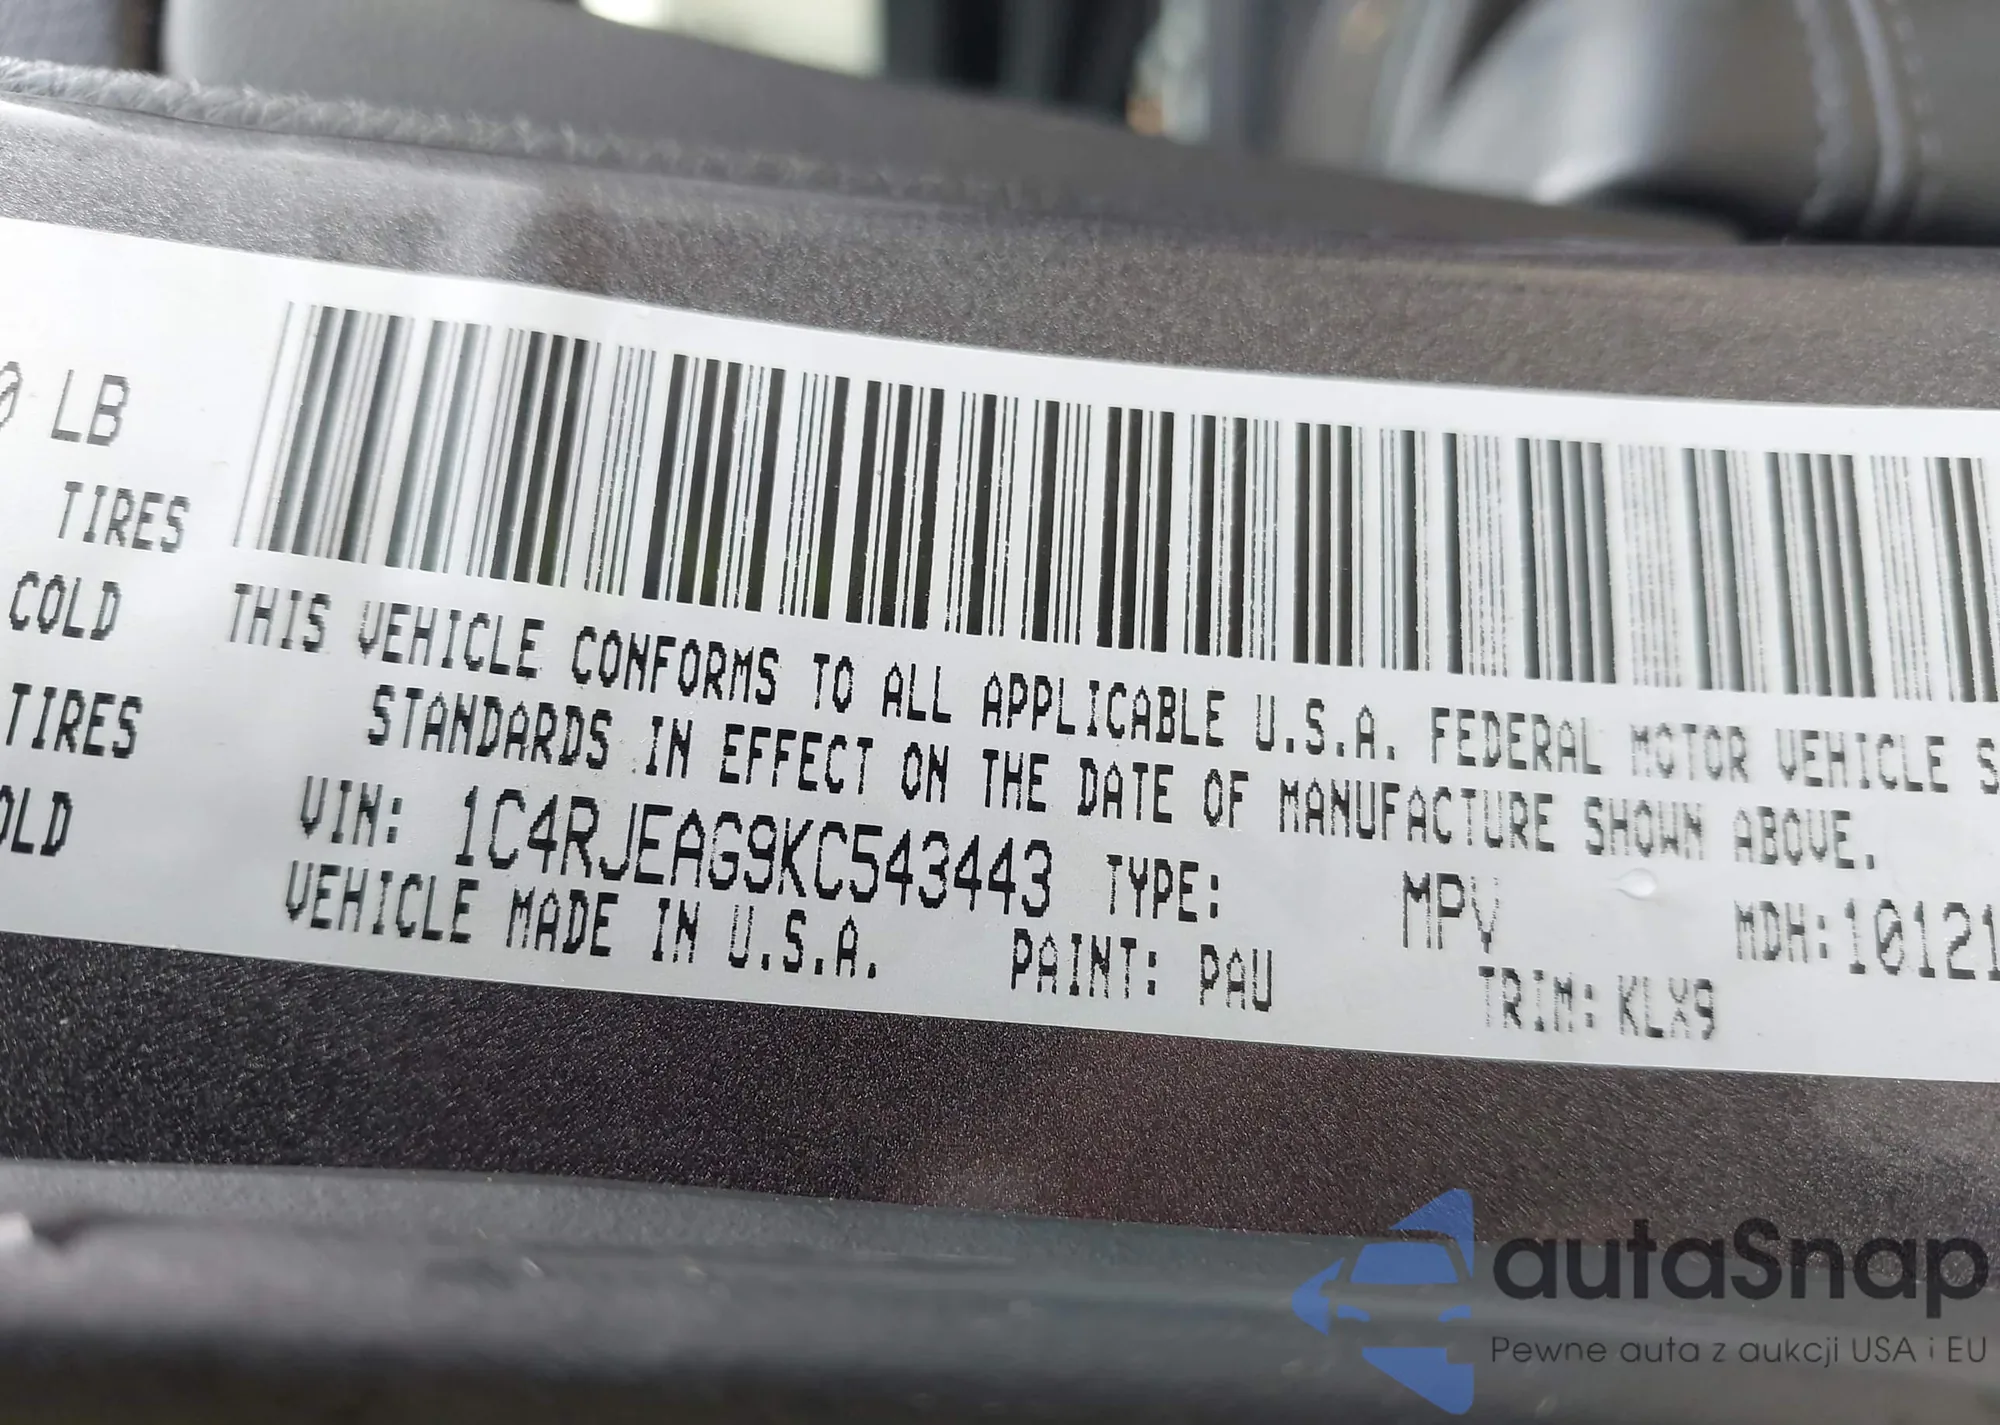 0 LB
TIRES
COLD
TIRES
OLD
THIS VEHICLE CONFORMS TO ALL APPLICABLE U.S.A. FEDERAL MOTOR VEHICLE S
STANDARDS IN EFFECT ON THE DATE OF MANUFACTURE SHOWN ABOVE.
VIN: 1C4RJEAG9KC543443 TYPE: MPV MDH:10121
VEHICLE MADE IN U.S.A. PAINT: PAU TRIM: KLX9
autaSnap
Pewne auta z aukcji USA i EU